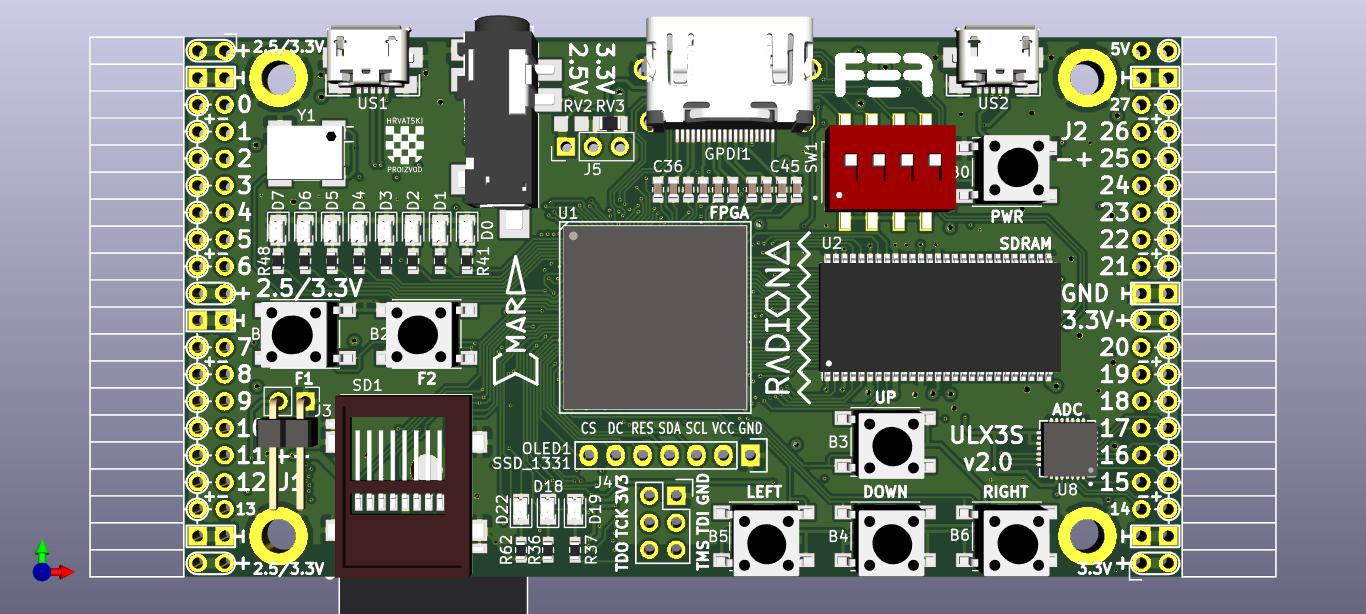 2.5/3.3V
US1
2.5V
3.3V
RV2 RV3
J5
GPDI1
C36
C45
FPGA
FER
SW1
US2
5V
J2
-+
PWR
Y1
HRVATSKI
PROIZVOD
D7
D6
D5
D4
D3
D2
D1
D0
R48
R41
2.5/3.3V
U1
U2
SDRAM
RADIONA
MAR
B2
F1
F2
SD1
J1
+
0
1
2
3
4
5
6
+
7
8
9
10
11
12
13
+
2.5/3.3V
27
26
25
24
23
22
21
GND
3.3V+
20
19
18
17
16
15
14
3.3V+
CS DC RES SDA SCL VCC GND
OLED1
SSD_1331
J4
D22
D18
D19
R62
R36
R37
TDO TCK 3V3
TMS TDI GND
UP
B3
ULX3S
v2.0
ADC
U8
LEFT
DOWN
RIGHT
B5
B4
B6